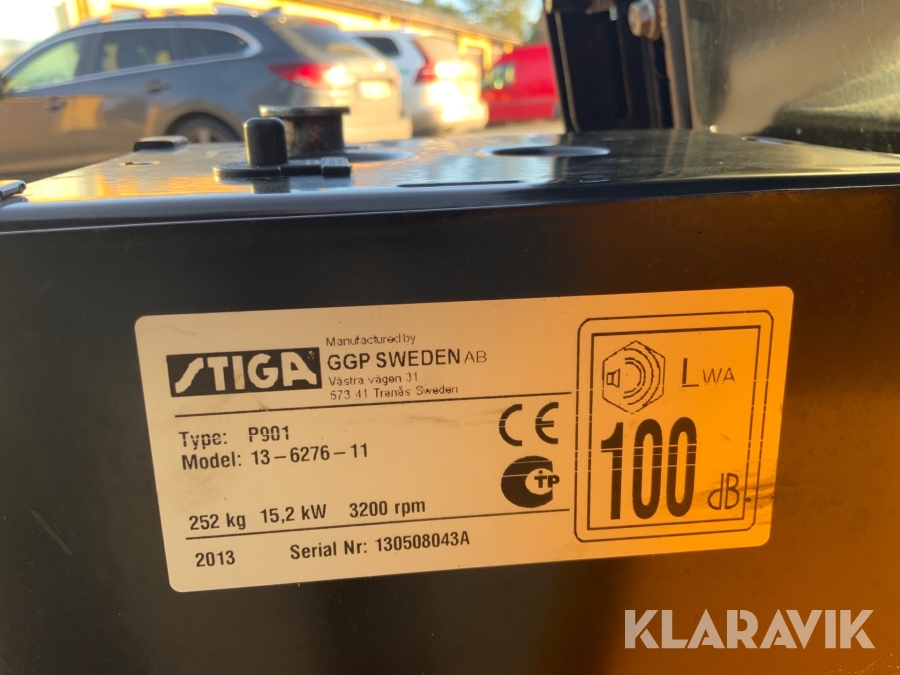 STIGA
Manufactured by
GGP SWEDEN AB
Västra vägen 31
573 41 Tranås Sweden
Type: P901
Model: 13-6276-11
252 kg 15,2 kW 3200 rpm
2013 Serial Nr: 130508043A
CE
CTP
LWA
100 dB
KLARAVIK